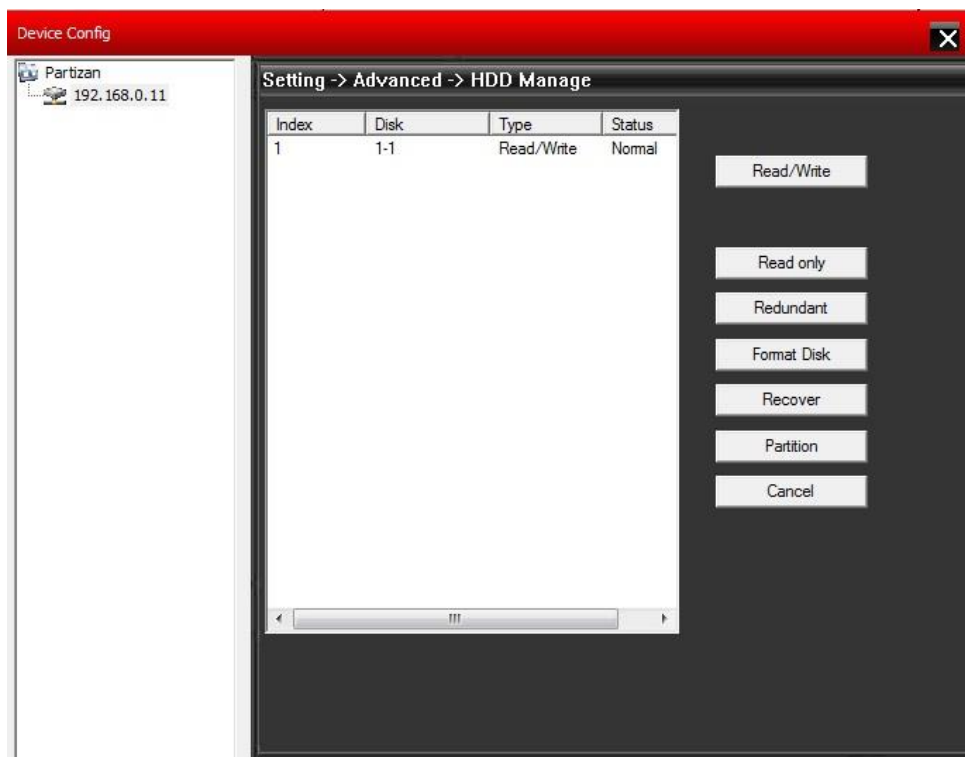 Device Config
Partizan
192.168.0.11
Setting -> Advanced -> HDD Manage
Index Disk Type Status
1 1-1 Read/Write Normal
Read/Write
Read only
Redundant
Format Disk
Recover
Partition
Cancel